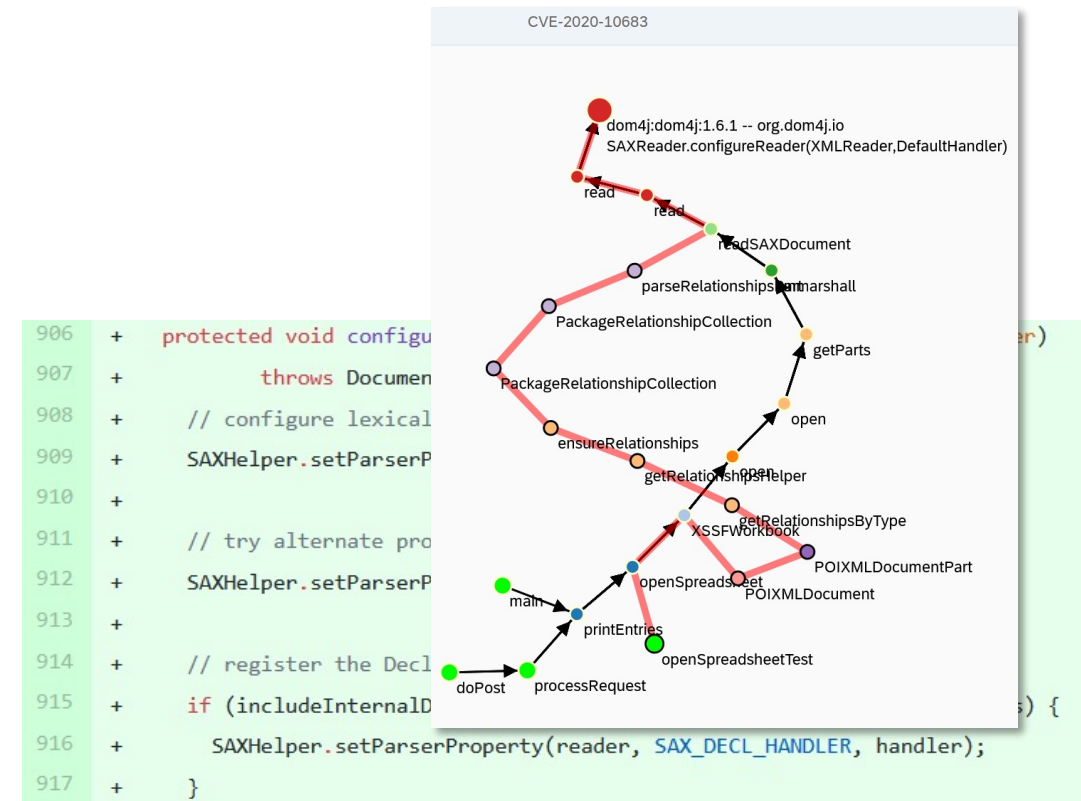 CVE-2020-10683
dom4j:dom4j:1.6.1 -- org.dom4j.io
SAXReader.configureReader(XMLReader,DefaultHandler)
read
read
readSAXDocument
parseRelationshipsPart
unmarshall
PackageRelationshipCollection
getParts
PackageRelationshipCollection
open
ensureRelationships
open
getRelationshipsHelper
getRelationshipsByType
XSSFWorkbook
POIXMLDocumentPart
openSpreadsheet
POIXMLDocument
main
printEntries
openSpreadsheetTest
doPost
processRequest
906 + protected void configu er)
907 + throws Documen
908 + // configure lexical
909 + SAXHelper.setParserP
910 +
911 + // try alternate pro
912 + SAXHelper.setParserP
913 +
914 + // register the Decl
915 + if (includeInternalD s) {
916 + SAXHelper.setParserProperty(reader, SAX_DECL_HANDLER, handler);
917 + }